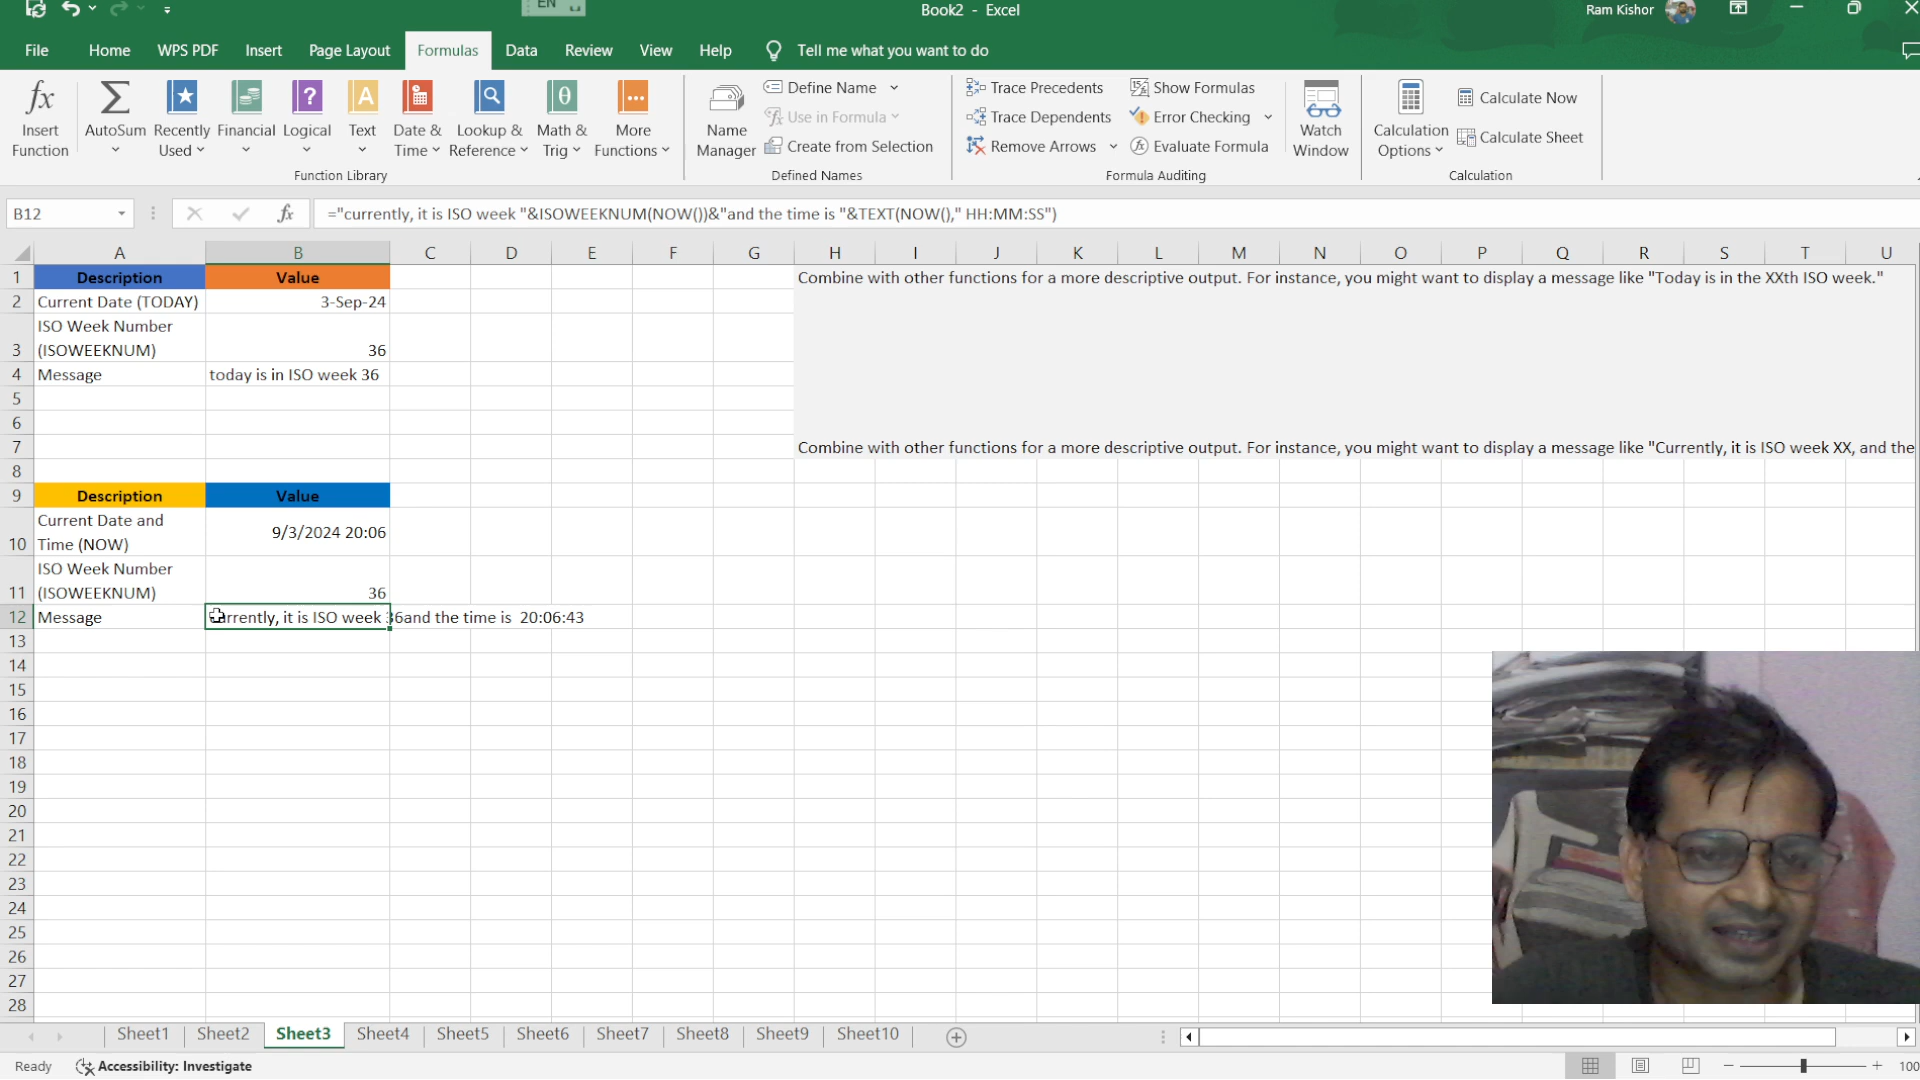 EN
Book2 - Excel
Ram Kishor
File Home WPS PDF Insert Page Layout Formulas Data Review View Help Tell me what you want to do
Insert Function
AutoSum
Recently Used
Financial
Logical
Text
Date & Time
Lookup & Reference
Math & Trig
More Functions
Function Library
Name Manager
Define Name
Use in Formula
Create from Selection
Defined Names
Trace Precedents
Trace Dependents
Remove Arrows
Show Formulas
Error Checking
Evaluate Formula
Formula Auditing
Watch Window
Calculation Options
Calculate Now
Calculate Sheet
Calculation
B12
fx
="currently, it is ISO week "&ISOWEEKNUM(NOW())&"and the time is "&TEXT(NOW()," HH:MM:SS")
A B C D E F G H I J K L M N O P Q R S T U
1 Description Value Combine with other functions for a more descriptive output. For instance, you might want to display a message like "Today is in the XXth ISO week."
2 Current Date (TODAY) 3-Sep-24
ISO Week Number
3 (ISOWEEKNUM) 36
4 Message today is in ISO week 36
5
6
7 Combine with other functions for a more descriptive output. For instance, you might want to display a message like "Currently, it is ISO week XX, and the
8
9 Description Value
Current Date and
10 Time (NOW) 9/3/2024 20:06
ISO Week Number
11 (ISOWEEKNUM) 36
12 Message currently, it is ISO week 36and the time is 20:06:43
13
14
15
16
17
18
19
20
21
22
23
24
25
26
27
28
Sheet1 Sheet2 Sheet3 Sheet4 Sheet5 Sheet6 Sheet7 Sheet8 Sheet9 Sheet10
Ready Accessibility: Investigate 100